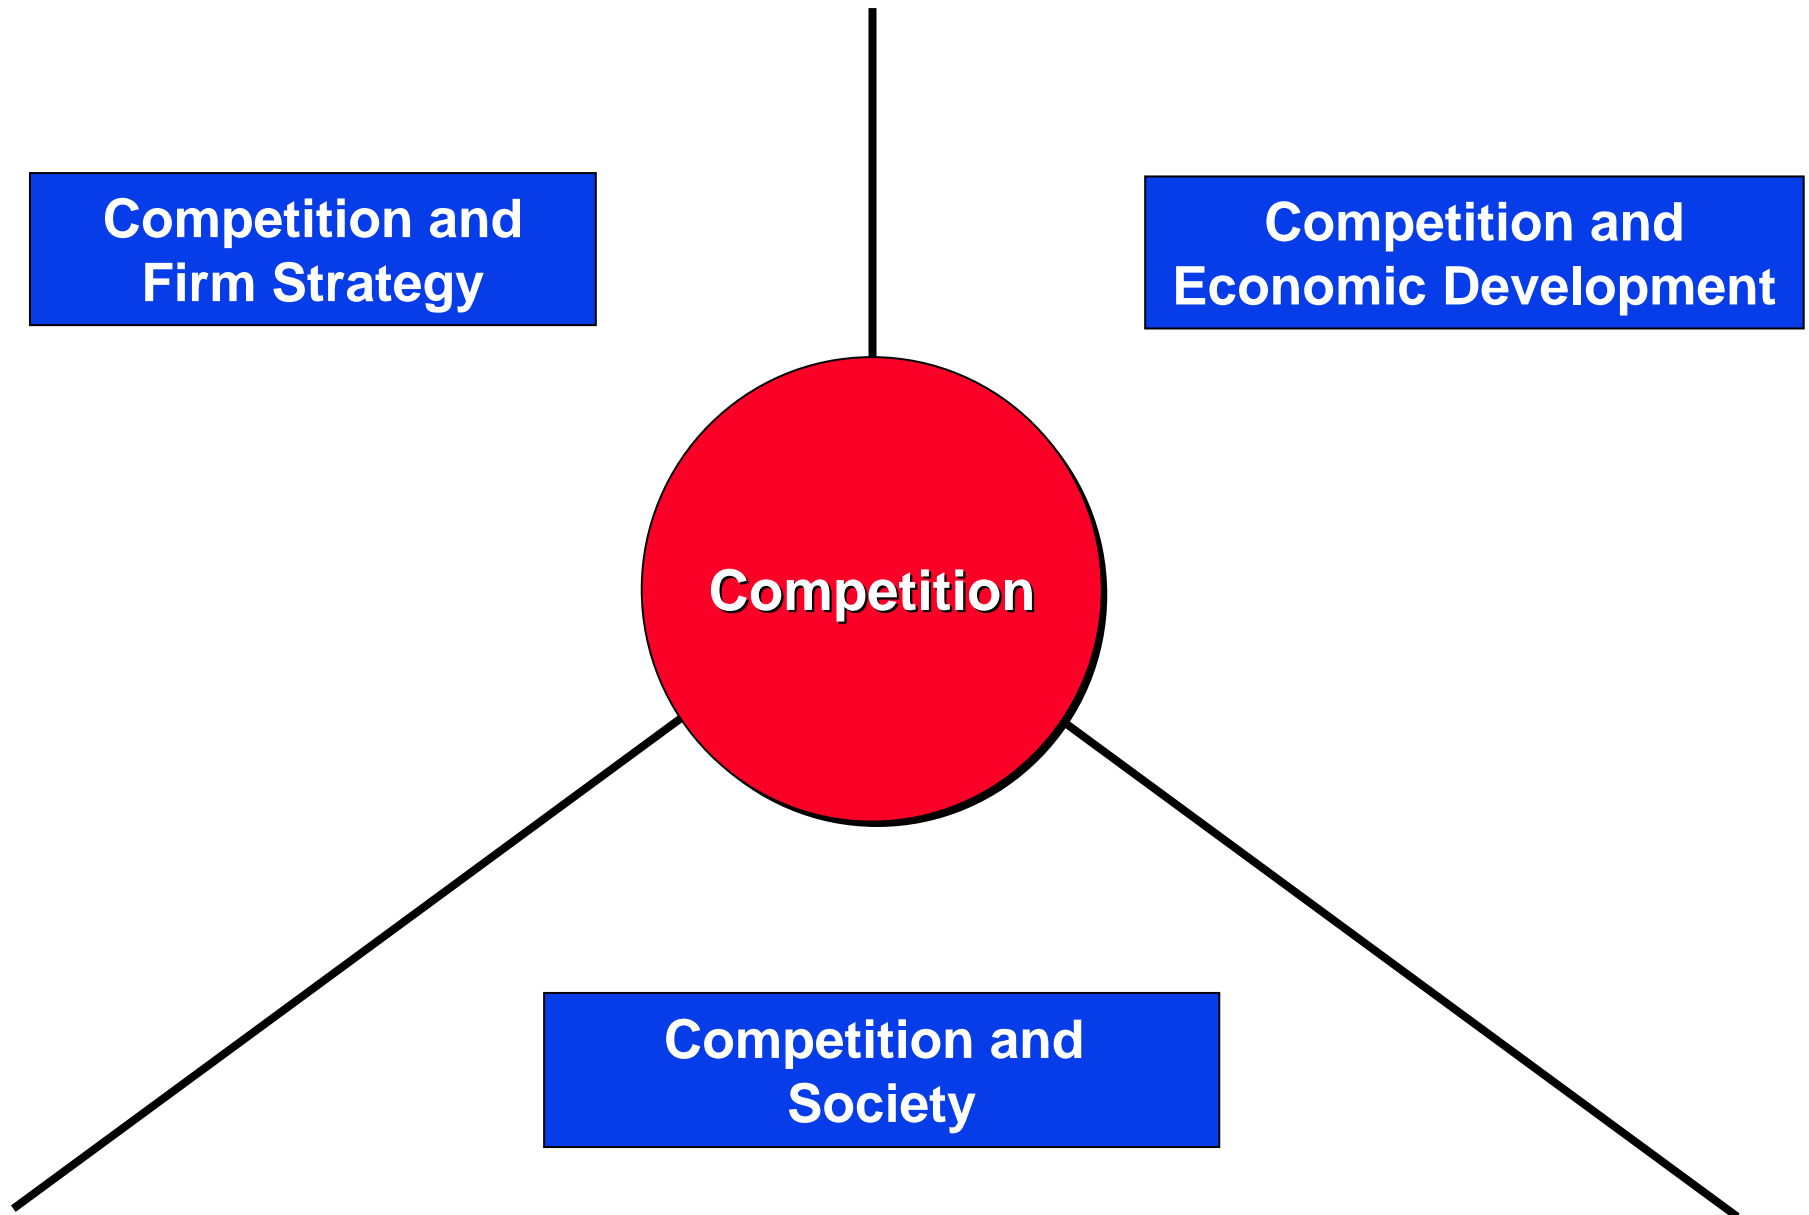 Competition and
Firm Strategy
Competition and
Economic Development
Competition
Competition and
Society